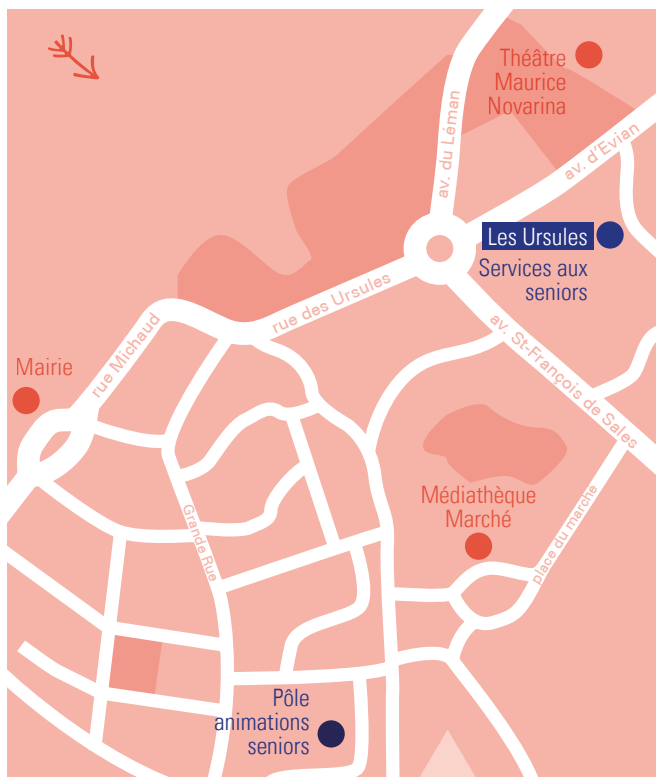 Théâtre
Maurice
Novarina
av. du Léman
av. d'Evian
Les Ursules
Services aux
seniors
rue des Ursules
rue Michaud
av. St-François de Sales
Mairie
Médiathèque
Marché
place du marche
Grande Rue
Pôle
animations
seniors